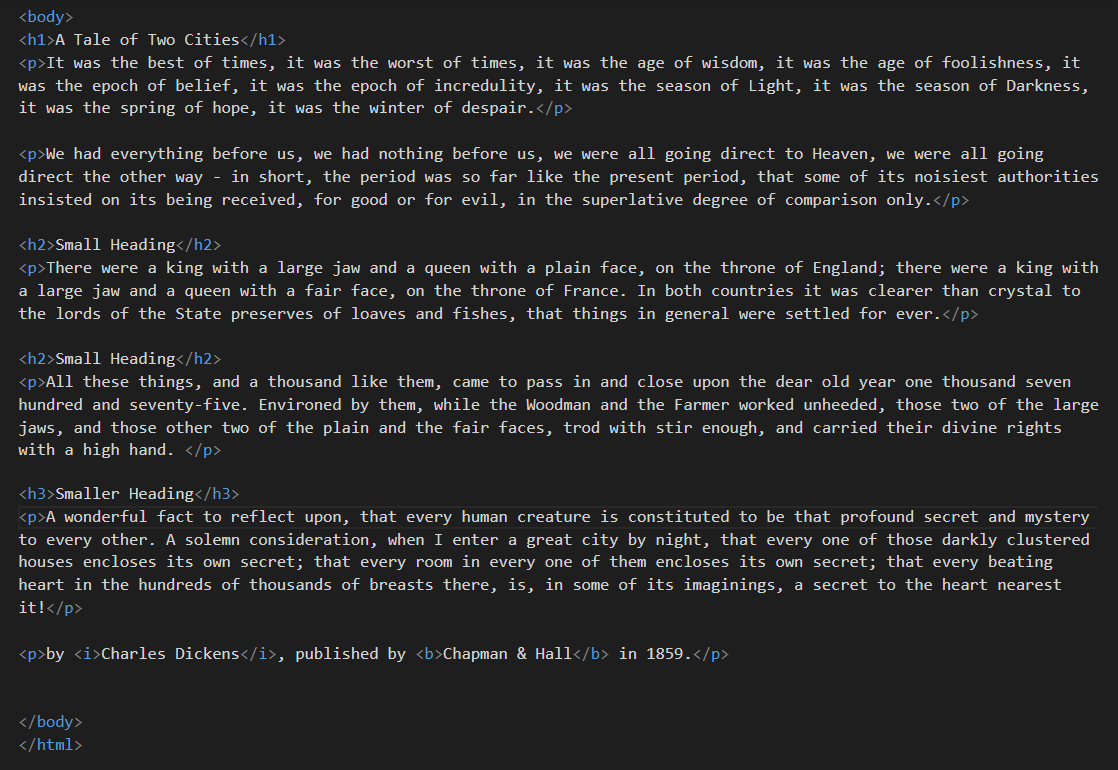 <body>
<h1>A Tale of Two Cities</h1>
<p>It was the best of times, it was the worst of times, it was the age of wisdom, it was the age of foolishness, it
was the epoch of belief, it was the epoch of incredulity, it was the season of Light, it was the season of Darkness,
it was the spring of hope, it was the winter of despair.</p>
<p>We had everything before us, we had nothing before us, we were all going direct to Heaven, we were all going
direct the other way - in short, the period was so far like the present period, that some of its noisiest authorities
insisted on its being received, for good or for evil, in the superlative degree of comparison only.</p>
<h2>Small Heading</h2>
<p>There were a king with a large jaw and a queen with a plain face, on the throne of England; there were a king with
a large jaw and a queen with a fair face, on the throne of France. In both countries it was clearer than crystal to
the lords of the State preserves of loaves and fishes, that things in general were settled for ever.</p>
<h2>Small Heading</h2>
<p>All these things, and a thousand like them, came to pass in and close upon the dear old year one thousand seven
hundred and seventy-five. Environed by them, while the Woodman and the Farmer worked unheeded, those two of the large
jaws, and those other two of the plain and the fair faces, trod with stir enough, and carried their divine rights
with a high hand. </p>
<h3>Smaller Heading</h3>
<p>A wonderful fact to reflect upon, that every human creature is constituted to be that profound secret and mystery
to every other. A solemn consideration, when I enter a great city by night, that every one of those darkly clustered
houses encloses its own secret; that every room in every one of them encloses its own secret; that every beating
heart in the hundreds of thousands of breasts there, is, in some of its imaginings, a secret to the heart nearest
it!</p>
<p>by <i>Charles Dickens</i>, published by <b>Chapman & Hall</b> in 1859.</p>
</body>
</html>